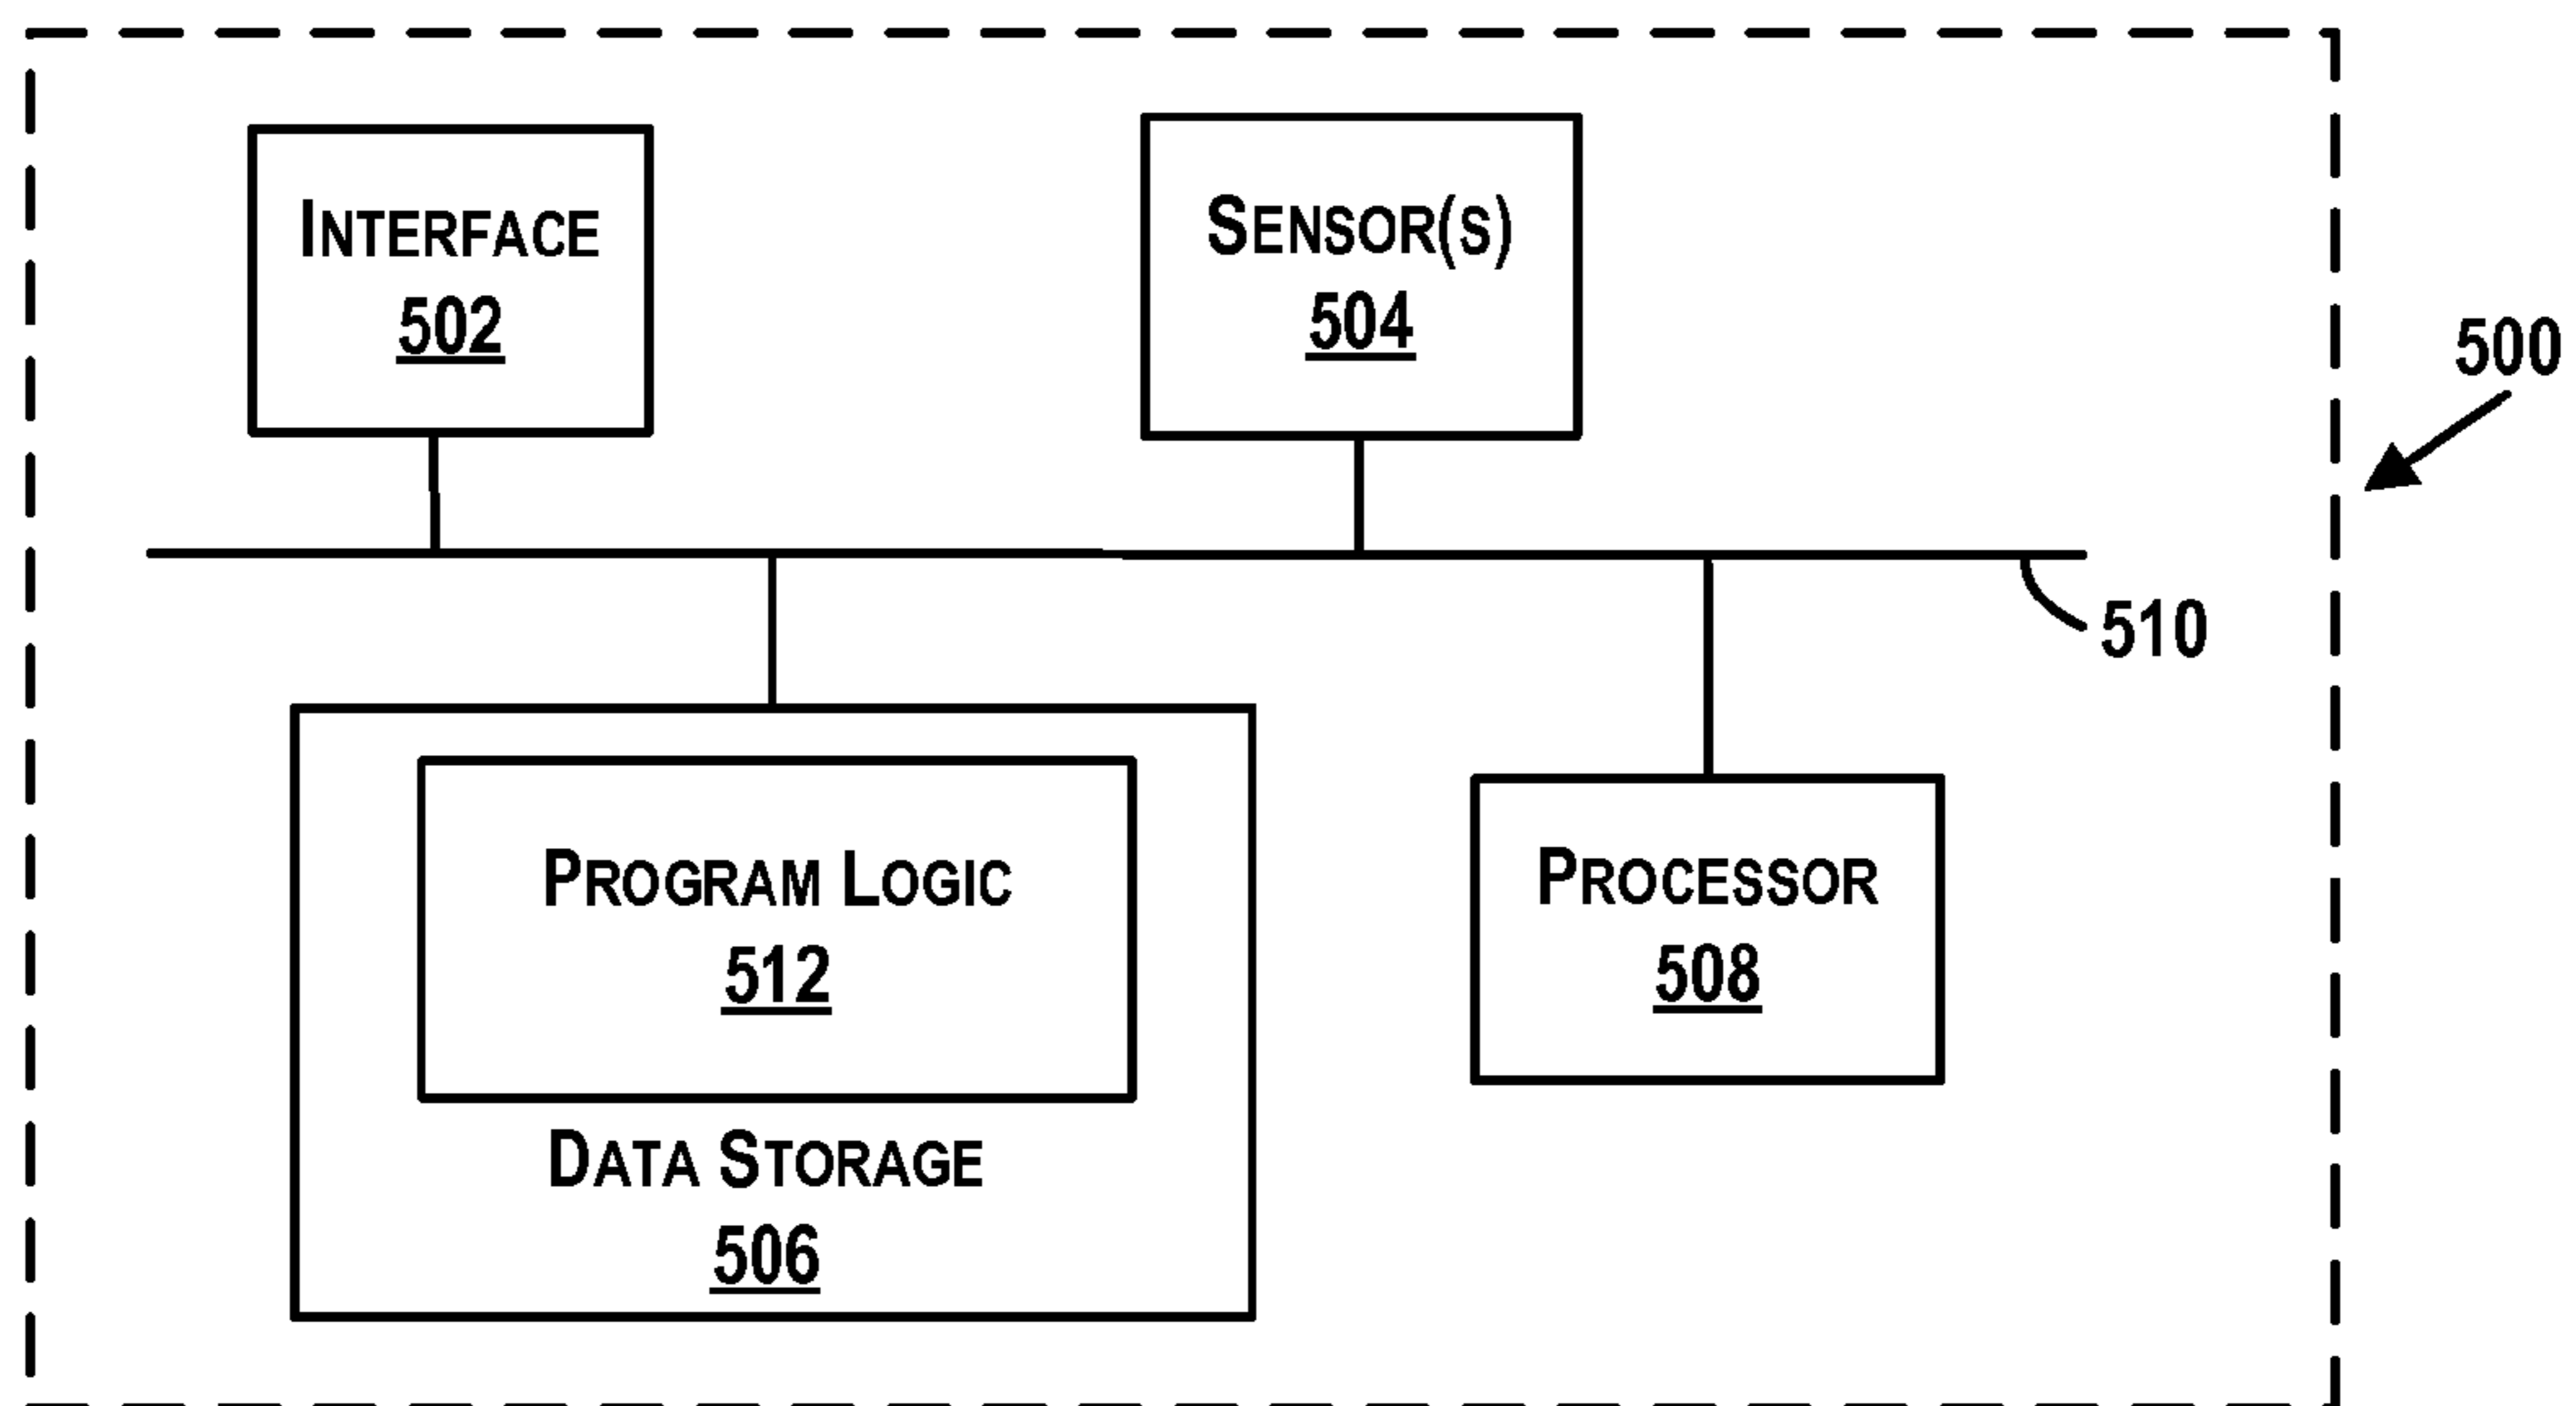 INTERFACE
502
SENSOR(S)
504
500
510
PROGRAM LOGIC
512
DATA STORAGE
506
PROCESSOR
508